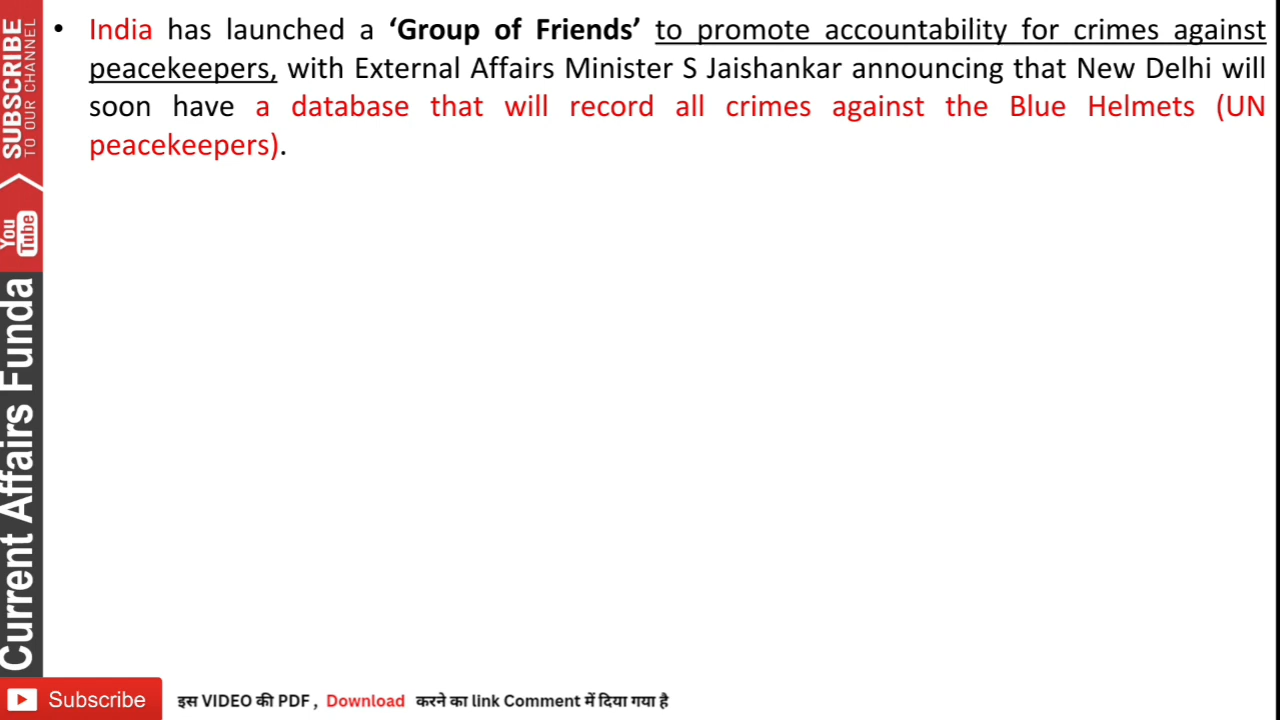 • India has launched a ‘Group of Friends’ to promote accountability for crimes against
peacekeepers, with External Affairs Minister S Jaishankar announcing that New Delhi will
soon have a database that will record all crimes against the Blue Helmets (UN
peacekeepers).
SUBSCRIBE
TO OUR CHANNEL
You
Tube
Current Affairs Funda
Subscribe
इस VIDEO की PDF , Download करने का link Comment में दिया गया है